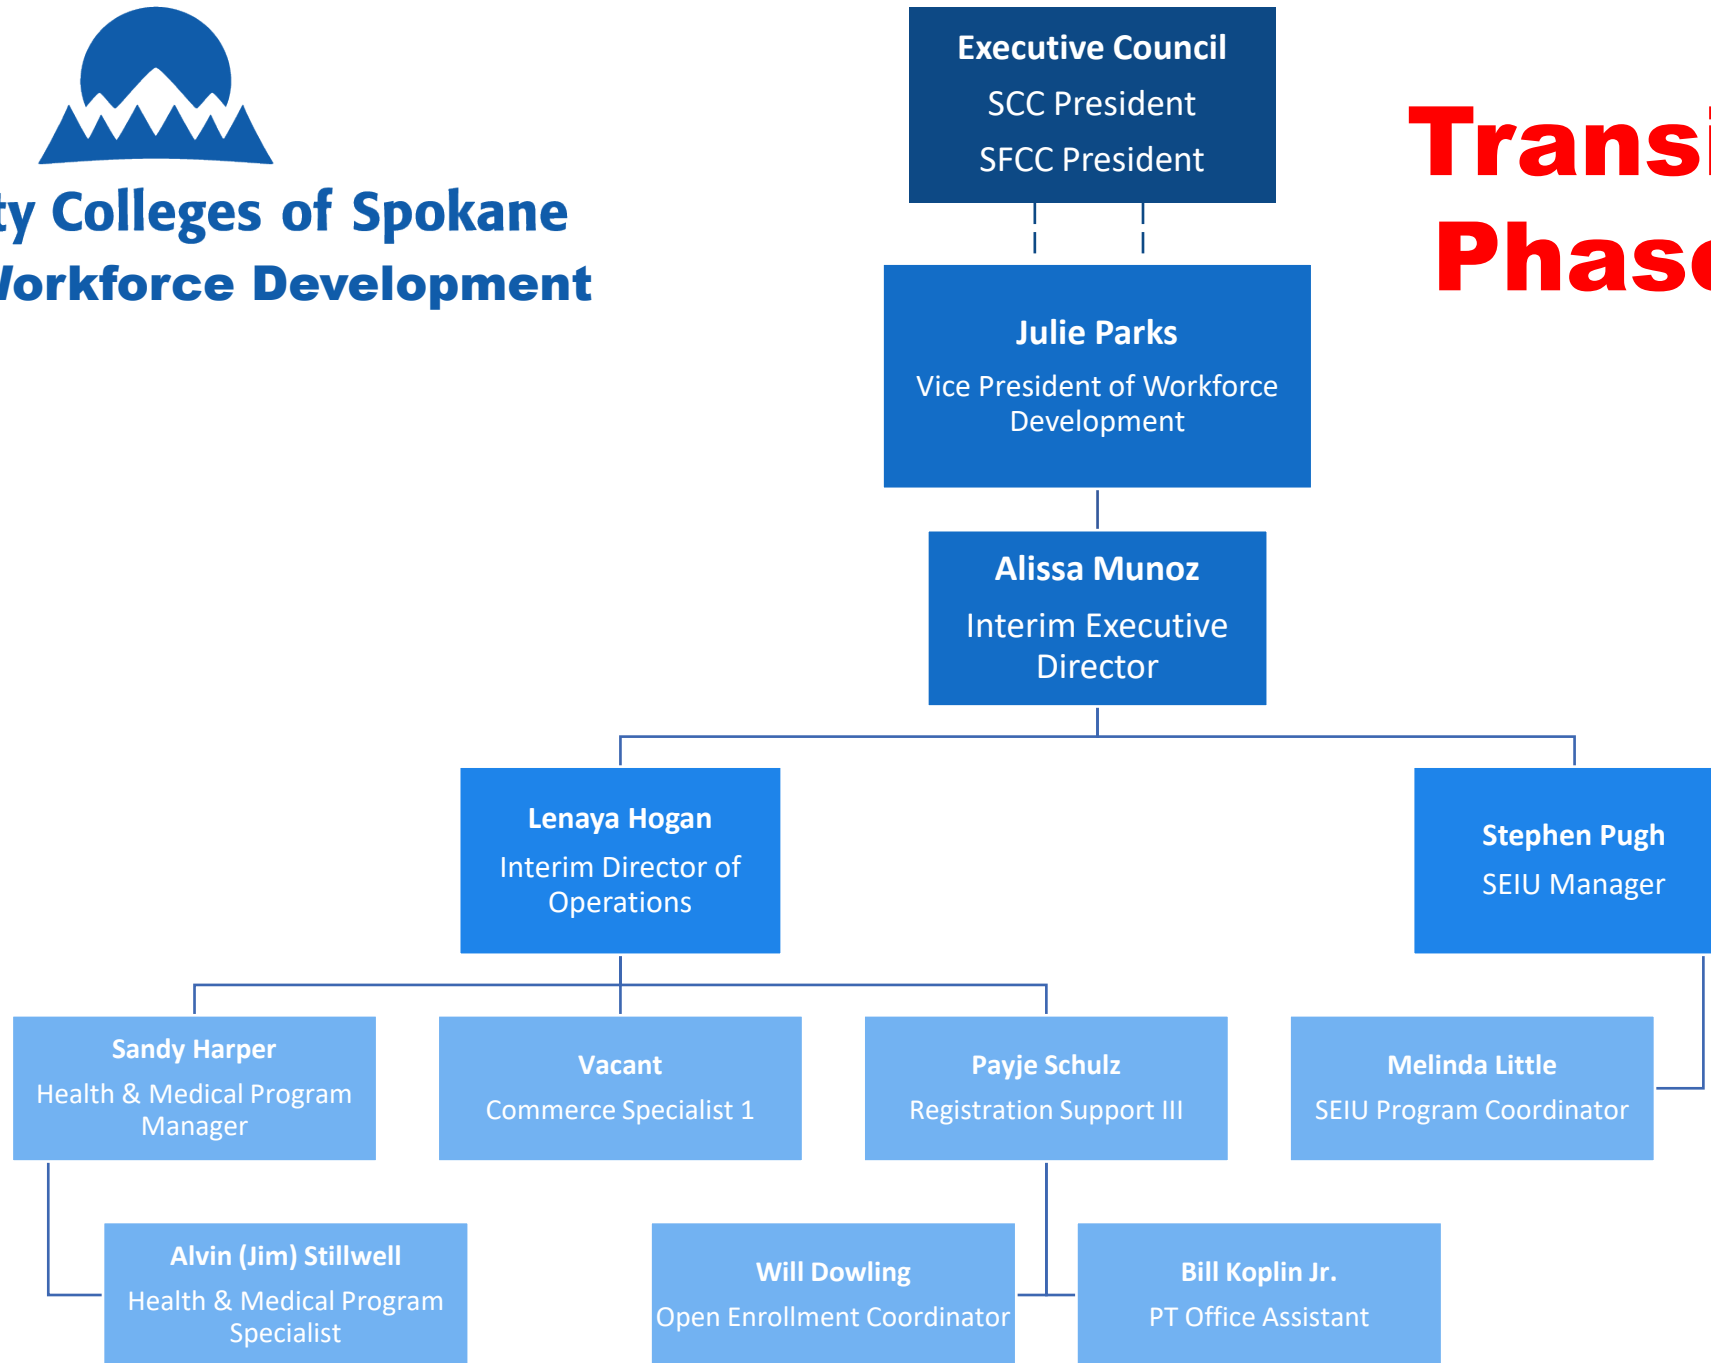 Executive Council
SCC President
SFCC President
Transi
Phase
ty Colleges of Spokane
Workforce Development
Julie Parks
Vice President of Workforce
Development
Alissa Munoz
Interim Executive
Director
Lenaya Hogan
Interim Director of
Operations
Stephen Pugh
SEIU Manager
Sandy Harper
Health & Medical Program
Manager
Vacant
Commerce Specialist 1
Payje Schulz
Registration Support III
Melinda Little
SEIU Program Coordinator
Alvin (Jim) Stillwell
Health & Medical Program
Specialist
Will Dowling
Open Enrollment Coordinator
Bill Koplin Jr.
PT Office Assistant